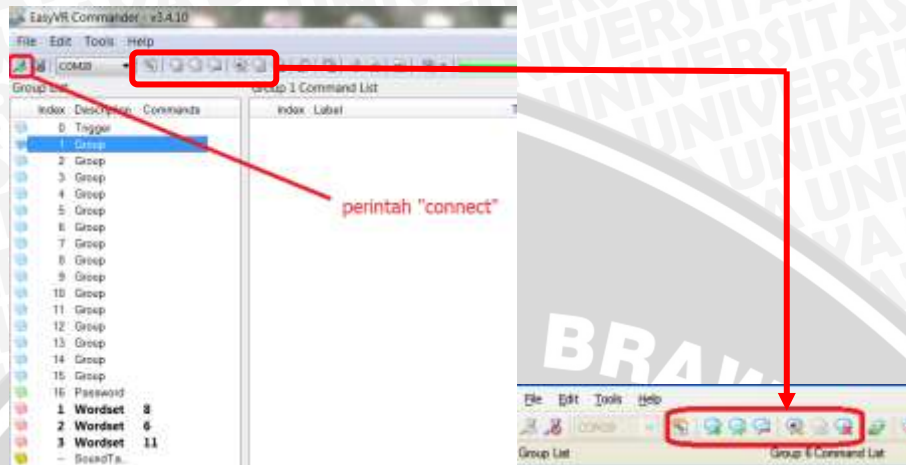 EasyVR Commander - v3.4.10
File Edit Tools Help
COM20
Group List
Group 1 Command List
Index Description Commands
Index Label
0 Trigger
1 Group
2 Group
3 Group
4 Group
5 Group
6 Group
7 Group
8 Group
9 Group
10 Group
11 Group
12 Group
13 Group
14 Group
15 Group
16 Password
1 Wordset 8
2 Wordset 6
3 Wordset 11
SoundTa..
perintah "connect"
File Edit Tools Help
Group List
Group 6 Command List
BRAW